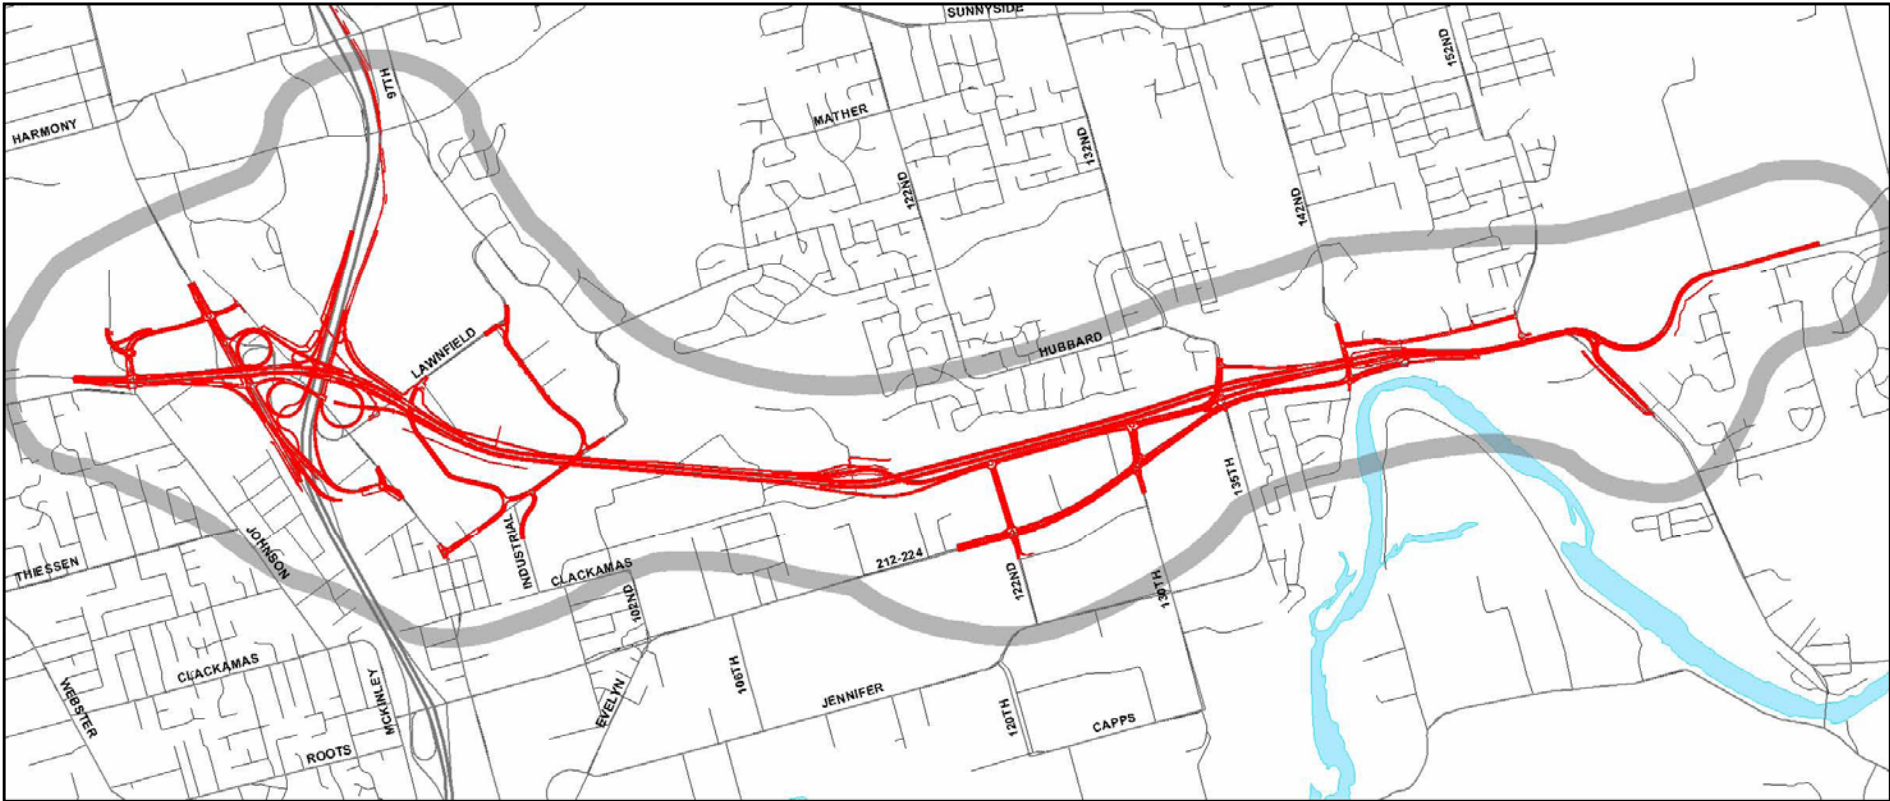 SUNNYSIDE
152ND
97TH
HARMONY
MATHER
132ND
122ND
142ND
LAWNFIELD
HUBBARD
135TH
JOHNSON
INDUSTRIAL
THIESSEN
CLACKAMAS
212-224
102ND
122ND
130TH
CLACKAMAS
WEBSTER
MCKINLEY
106TH
EVELYN
JENNIFER
120TH
CAPPS
ROOTS